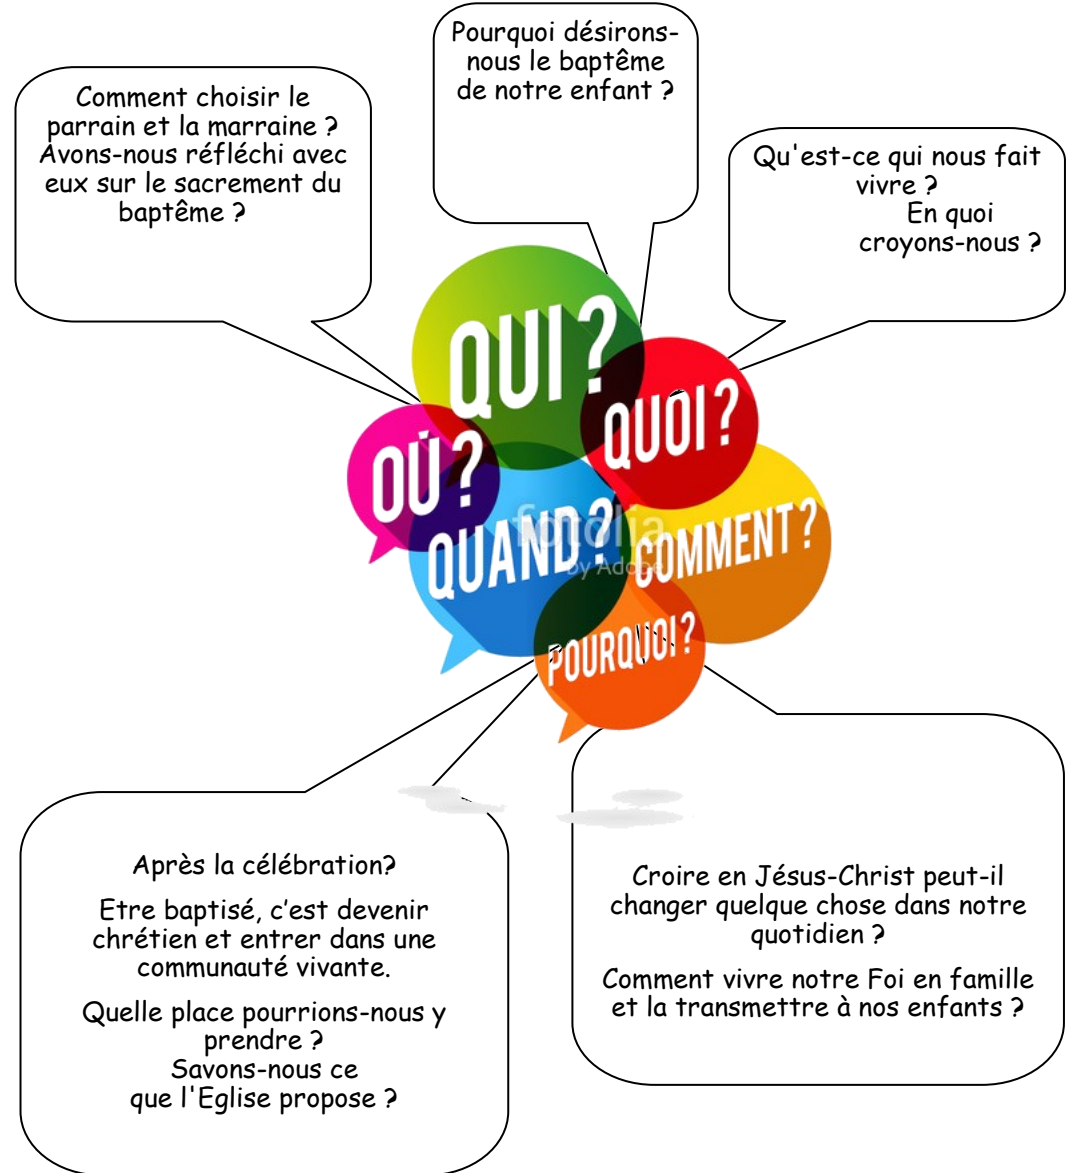 Pourquoi désirons-
nous le baptême
de notre enfant ?
Comment choisir le
parrain et la marraine ?
Avons-nous réfléchi avec
eux sur le sacrement du
baptême ?
Qu'est-ce qui nous fait
vivre ?
En quoi
croyons-nous ?
QUI ?
QUOI ?
OÙ ?
QUAND ?
COMMENT ?
fotolia
by Adobe
POURQUOI ?
Après la célébration?
Etre baptisé, c’est devenir
chrétien et entrer dans une
communauté vivante.
Quelle place pourrions-nous y
prendre ?
Savons-nous ce
que l'Eglise propose ?
Croire en Jésus-Christ peut-il
changer quelque chose dans notre
quotidien ?
Comment vivre notre Foi en famille
et la transmettre à nos enfants ?